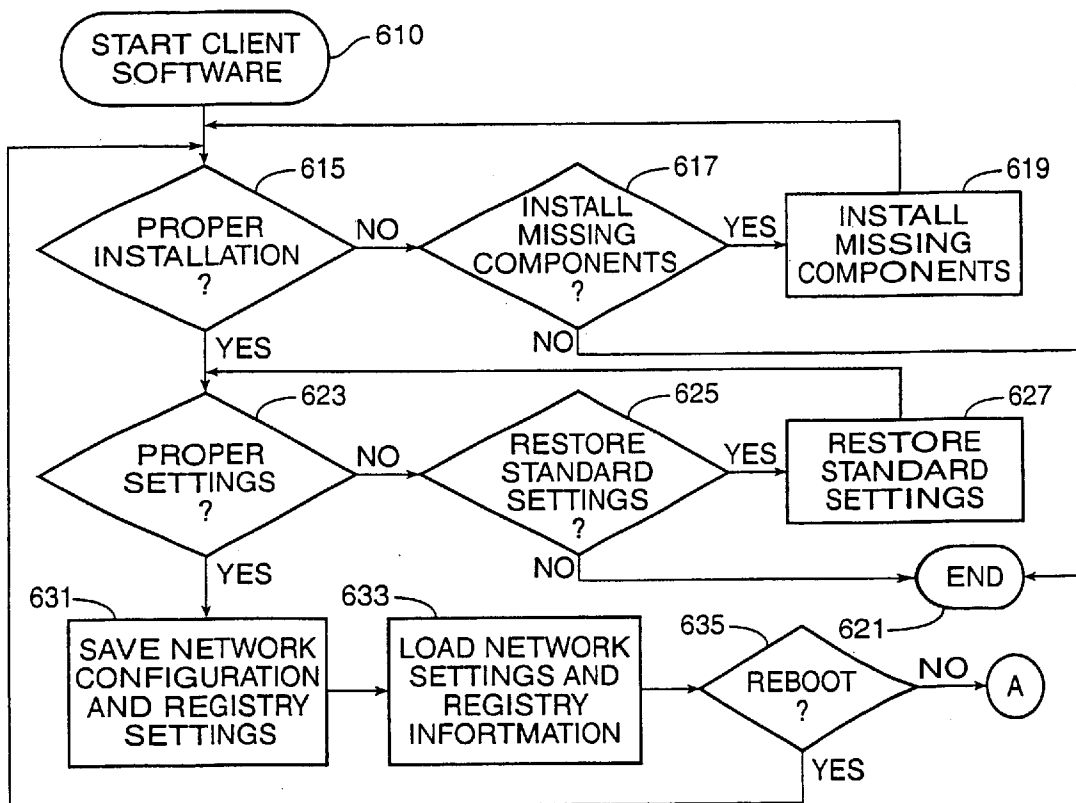 START CLIENT
SOFTWARE
610
615
PROPER
INSTALLATION
?
NO
YES
617
INSTALL
MISSING
COMPONENTS
?
YES
NO
619
INSTALL
MISSING
COMPONENTS
623
PROPER
SETTINGS
?
NO
YES
625
RESTORE
STANDARD
SETTINGS
?
YES
NO
627
RESTORE
STANDARD
SETTINGS
END
621
631
SAVE NETWORK
CONFIGURATION
AND REGISTRY
SETTINGS
633
LOAD NETWORK
SETTINGS AND
REGISTRY
INFORTMATION
635
REBOOT
?
NO
A
YES